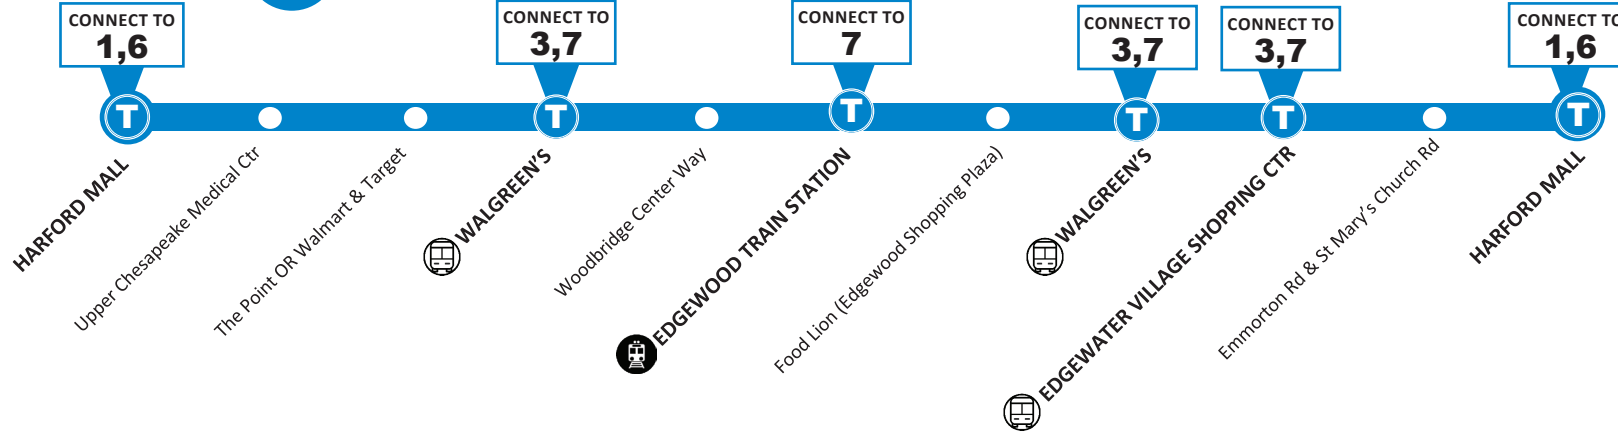 CONNECT TO
1,6
CONNECT TO
3,7
CONNECT TO
7
CONNECT TO
3,7
CONNECT TO
3,7
CONNECT TO
1,6
T
T
T
T
T
T
HARFORD MALL
Upper Chesapeake Medical Ctr
The Point OR Walmart & Target
WALGREEN'S
Woodbridge Center Way
EDGEWOOD TRAIN STATION
Food Lion (Edgewood Shopping Plaza)
WALGREEN'S
EDGEWATER VILLAGE SHOPPING CTR
Emmorton Rd & St Mary's Church Rd
HARFORD MALL